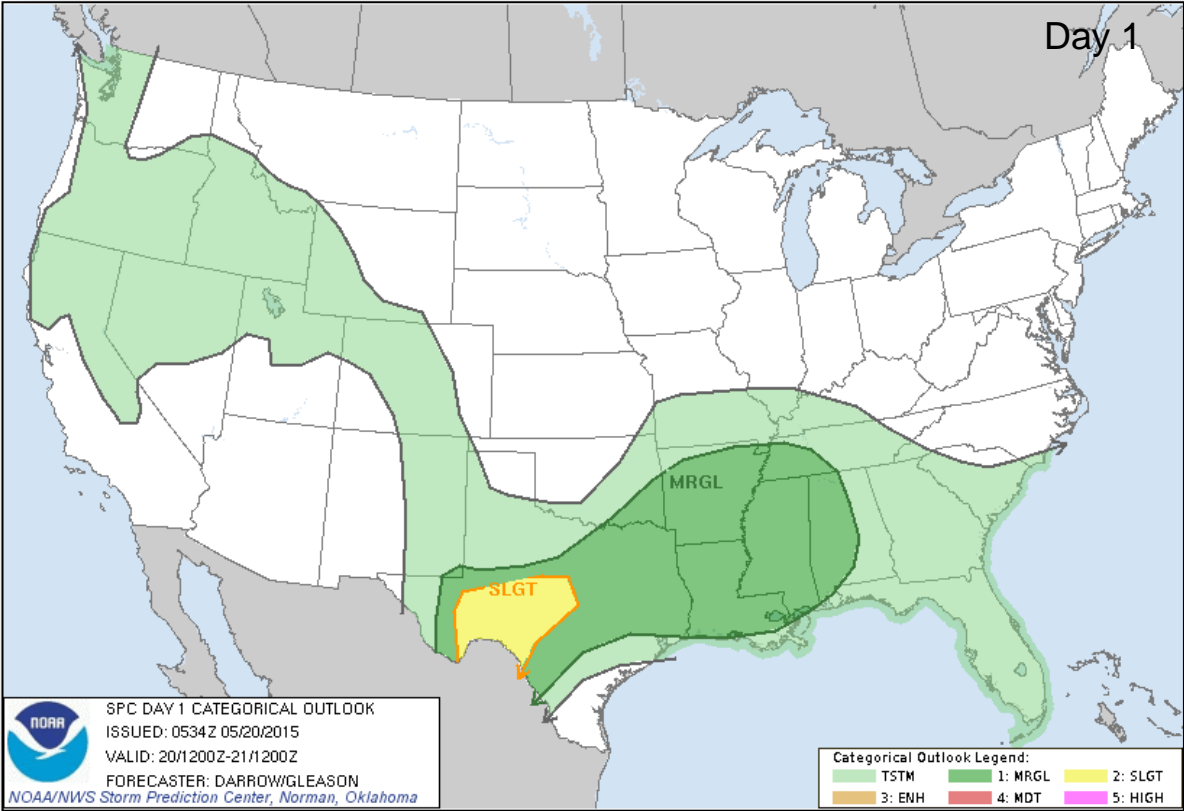 Day 1
MRGL
SLGT
NOAA
SPC DAY 1 CATEGORICAL OUTLOOK
ISSUED: 0534Z 05/20/2015
VALID: 20/1200Z-21/1200Z
FORECASTER: DARROW/GLEASON
NOAA/NWS Storm Prediction Center, Norman, Oklahoma
Categorical Outlook Legend:
TSTM 1: MRGL 2: SLGT
3: ENH 4: MDT 5: HIGH